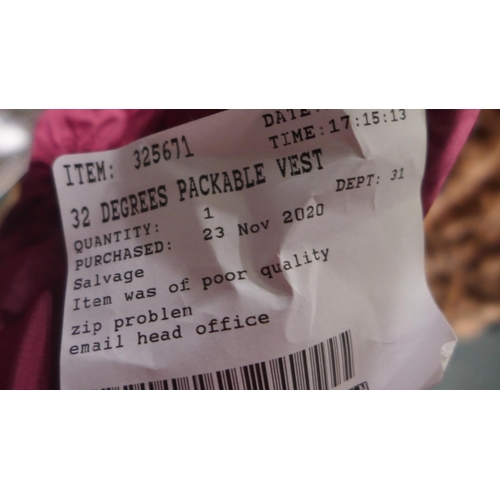 DATE:
ITEM: 325671 TIME:17:15:13
32 DEGREES PACKABLE VEST
QUANTITY: 1 DEPT: 31
PURCHASED: 23 Nov 2020
Salvage
Item was of poor quality
zip problen
email head office